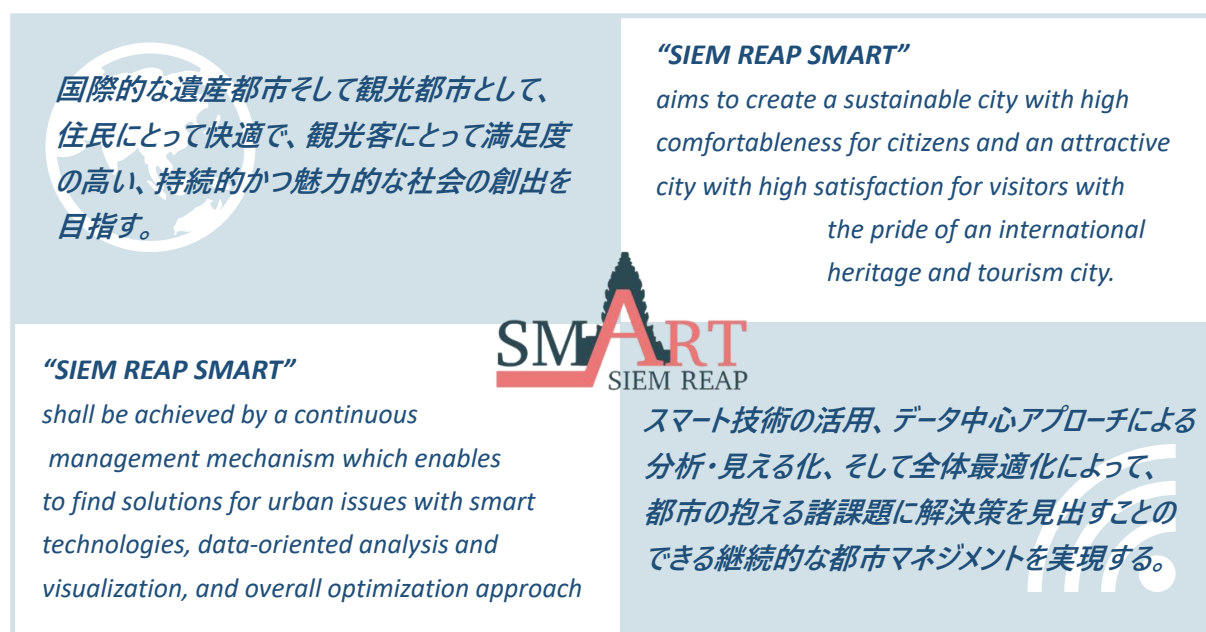 国際的な遺産都市そして観光都市として、
住民にとって快適で、観光客にとって満足度
の高い、持続的かつ魅力的な社会の創出を
目指す。
“SIEM REAP SMART”
aims to create a sustainable city with high
comfortableness for citizens and an attractive
city with high satisfaction for visitors with
the pride of an international
heritage and tourism city.
SMART
SIEM REAP
“SIEM REAP SMART”
shall be achieved by a continuous
management mechanism which enables
to find solutions for urban issues with smart
technologies, data-oriented analysis and
visualization, and overall optimization approach
スマート技術の活用、データ中心アプローチによる
分析・見える化、そして全体最適化によって、
都市の抱える諸課題に解決策を見出すことの
できる継続的な都市マネジメントを実現する。